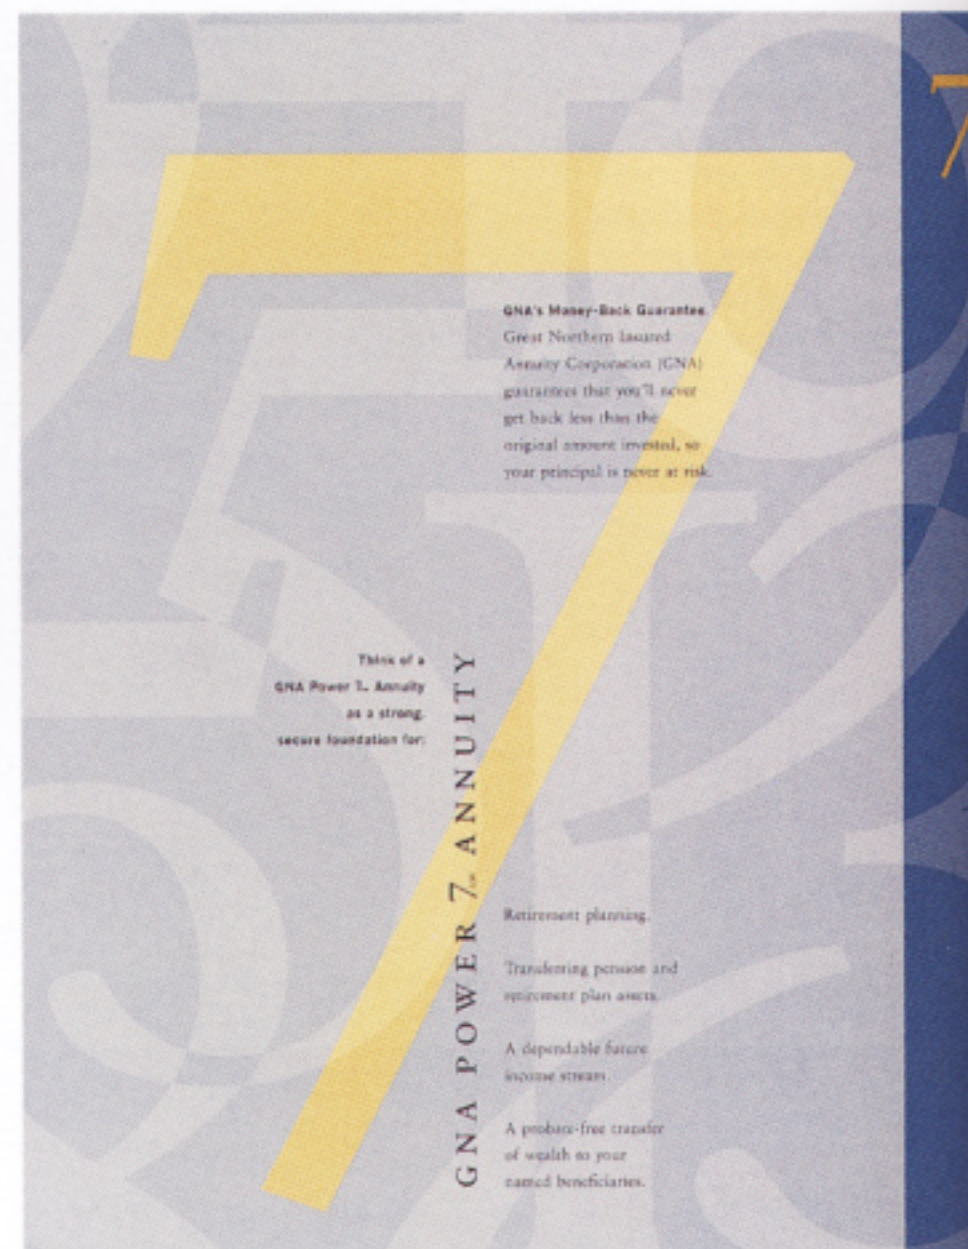 7
7
GNA's Money-Back Guarantee.
Great Northern Insured
Annuity Corporation (GNA)
guarantees that you'll never
get back less than the
original amount invested, so
your principal is never at risk.
Think of a
GNA Power 7™ Annuity
as a strong,
secure foundation for:
GNA POWER 7™ ANNUITY
Retirement planning.
Transferring pension and
retirement plan assets.
A dependable future
income stream.
A probate-free transfer
of wealth to your
named beneficiaries.